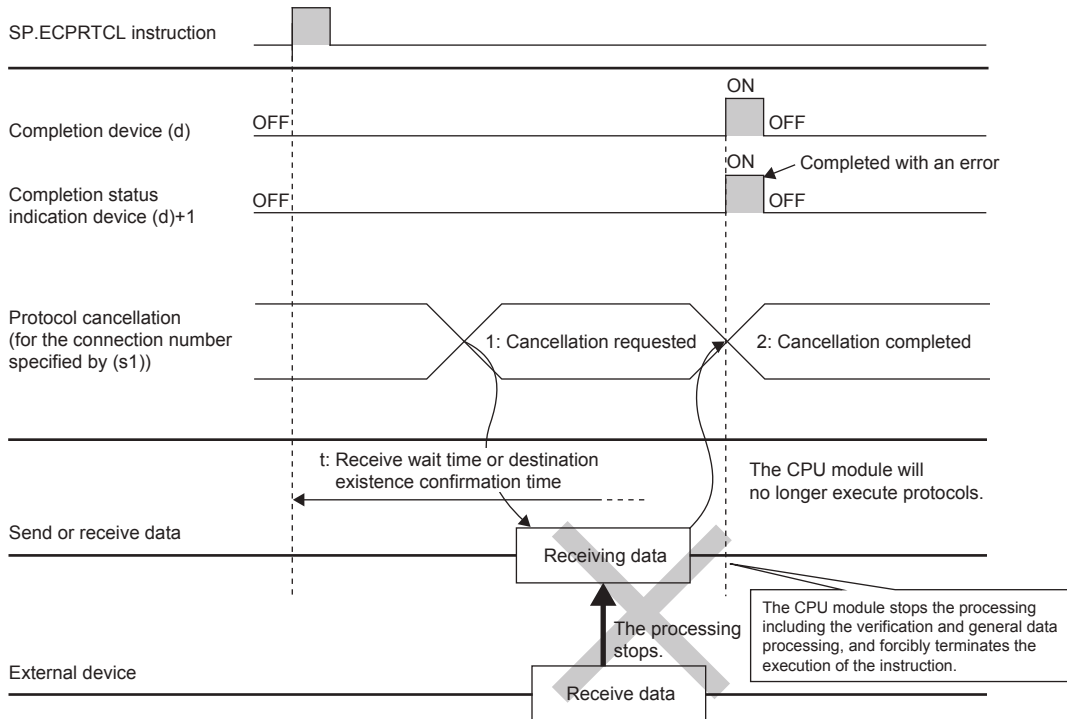 SP.ECPRTCL instruction
ON
Completion device (d)
OFF
OFF
ON
Completed with an error
Completion status
indication device (d)+1
OFF
OFF
Protocol cancellation
(for the connection number
specified by (s1))
1: Cancellation requested
2: Cancellation completed
t: Receive wait time or destination
existence confirmation time
The CPU module will
no longer execute protocols.
Send or receive data
Receiving data
The CPU module stops the processing
including the verification and general data
processing, and forcibly terminates the
execution of the instruction.
The processing
stops.
External device
Receive data